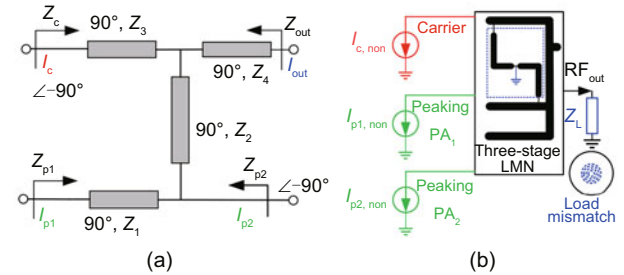 Z_c
90°, Z_3
Z_out
I_c
90°, Z_4
I_out
∠−90°
90°, Z_2
Z_p1
Z_p2
∠−90°
I_p1
90°, Z_1
I_p2
(a)
I_c, non
Carrier
RF_out
I_p1, non
Peaking
PA_1
Z_L
Three-stage
LMN
I_p2, non
Peaking
PA_2
Load
mismatch
(b)